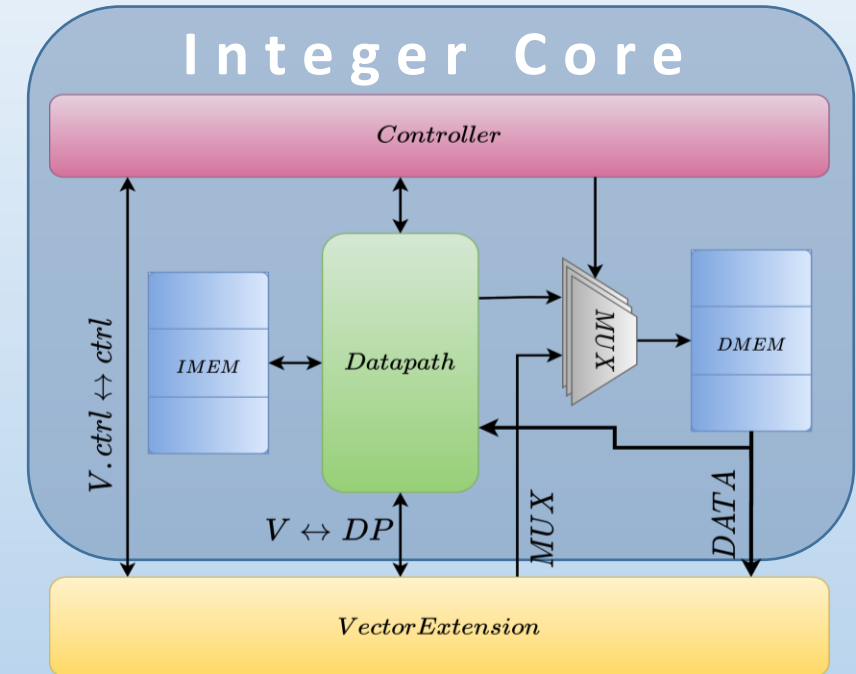 Integer Core
Controller
V.ctrl ↔ ctrl
IMEM
Datapath
MUX
DMEM
V ↔ DP
MUX
DATA
VectorExtension